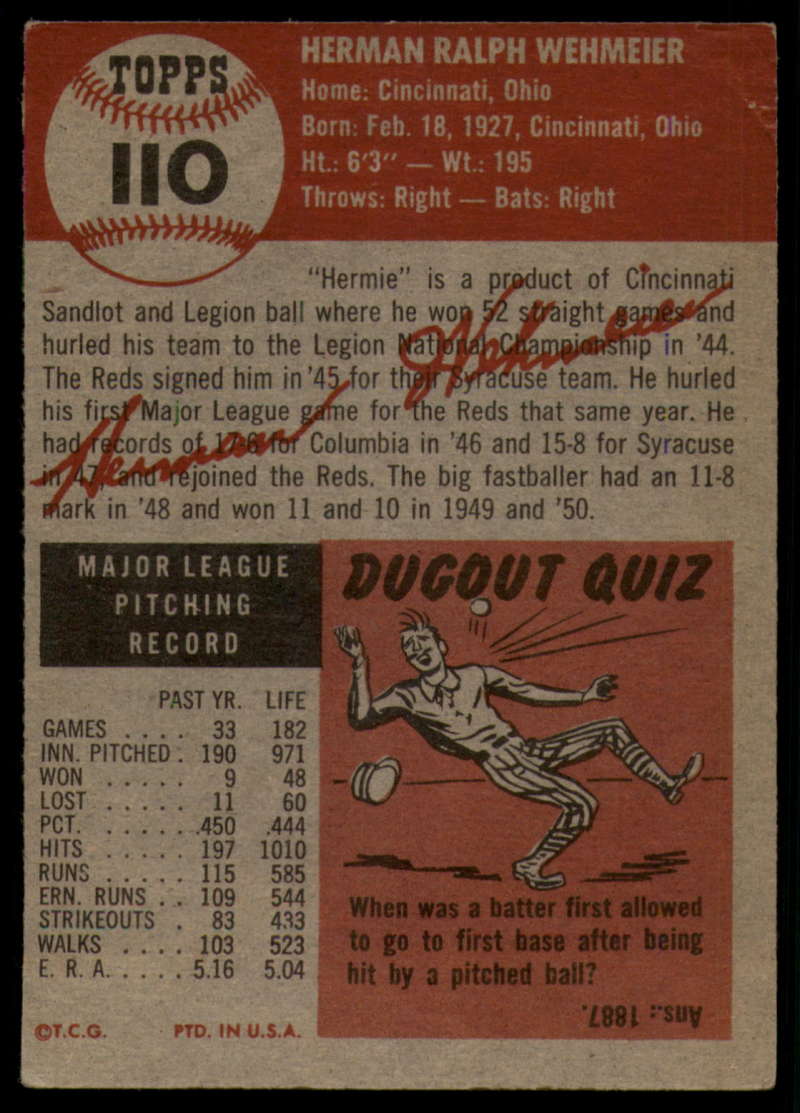 TOPPS
110
HERMAN RALPH WEHMEIER
Home: Cincinnati, Ohio
Born: Feb. 18, 1927, Cincinnati, Ohio
Ht.: 6'3" — Wt.: 195
Throws: Right — Bats: Right
"Hermie" is a product of Cincinnati
Sandlot and Legion ball where he won 52 straight games and
hurled his team to the Legion National Championship in '44.
The Reds signed him in '45 for their Syracuse team. He hurled
his first Major League game for the Reds that same year. He
had records of 17-6 for Columbia in '46 and 15-8 for Syracuse
in '47, and rejoined the Reds. The big fastballer had an 11-8
mark in '48 and won 11 and 10 in 1949 and '50.
Herman Wehmeier
MAJOR LEAGUE
PITCHING
RECORD
PAST YR. LIFE
GAMES . . . . 33 182
INN. PITCHED . 190 971
WON . . . . . 9 48
LOST . . . . . 11 60
PCT. . . . . . .450 .444
HITS . . . . . 197 1010
RUNS . . . . . 115 585
ERN. RUNS . . 109 544
STRIKEOUTS . 83 433
WALKS . . . . 103 523
E. R. A. . . . . 5.16 5.04
©T.C.G. PTD. IN U.S.A.
DUGOUT QUIZ
When was a batter first allowed
to go to first base after being
hit by a pitched ball?
Ans.: 1887.